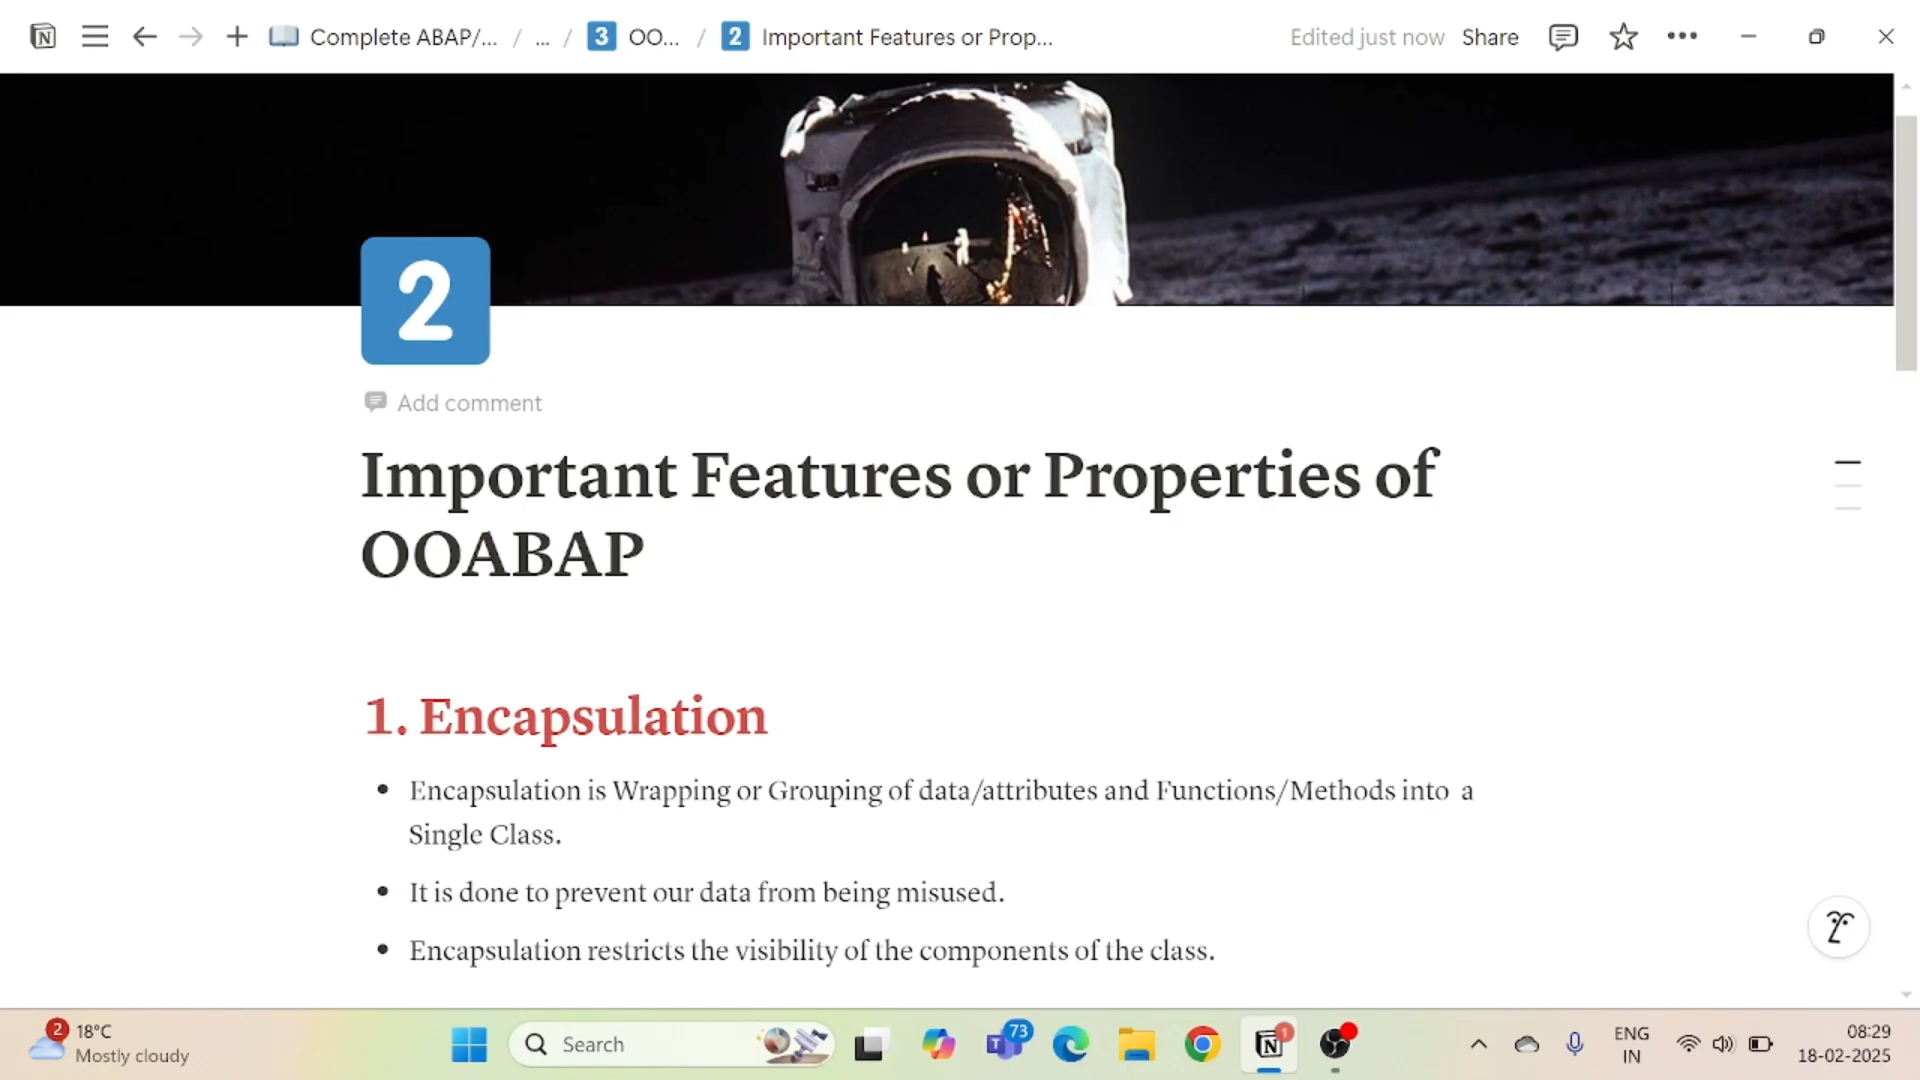 Complete ABAP/... / ... / 3 OO... / 2 Important Features or Prop... Edited just now Share
2
Add comment
Important Features or Properties of
OOABAP
1. Encapsulation
Encapsulation is Wrapping or Grouping of data/attributes and Functions/Methods into a
Single Class.
It is done to prevent our data from being misused.
Encapsulation restricts the visibility of the components of the class.
2 18°C
Mostly cloudy
Search
73
1
ENG
IN
08:29
18-02-2025